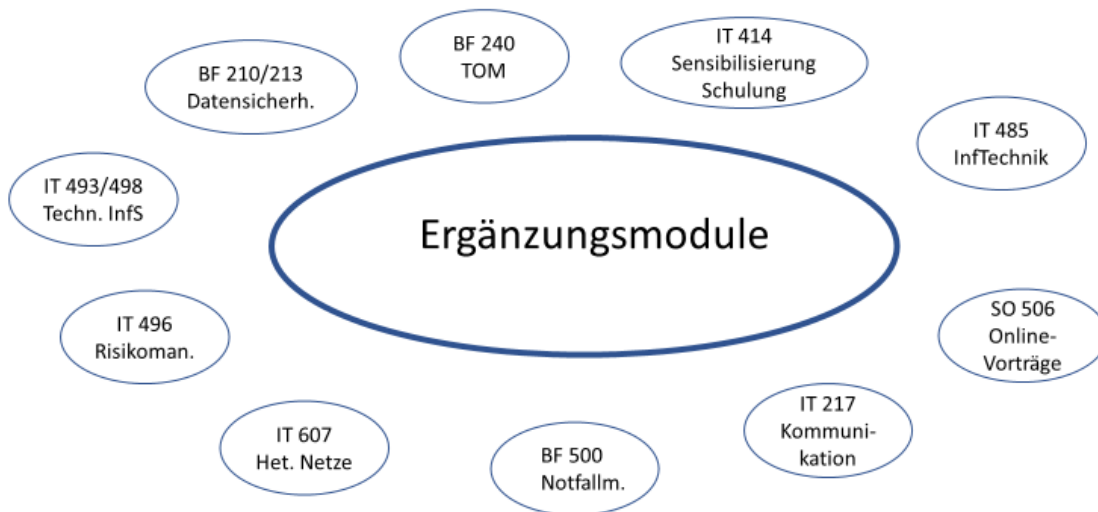 BF 240
TOM
IT 414
Sensibilisierung
Schulung
BF 210/213
Datensicherh.
IT 485
InfTechnik
IT 493/498
Techn. InfS
Ergänzungsmodule
IT 496
Risikoman.
SO 506
Online-
Vorträge
IT 217
Kommuni-
kation
IT 607
Het. Netze
BF 500
Notfallm.